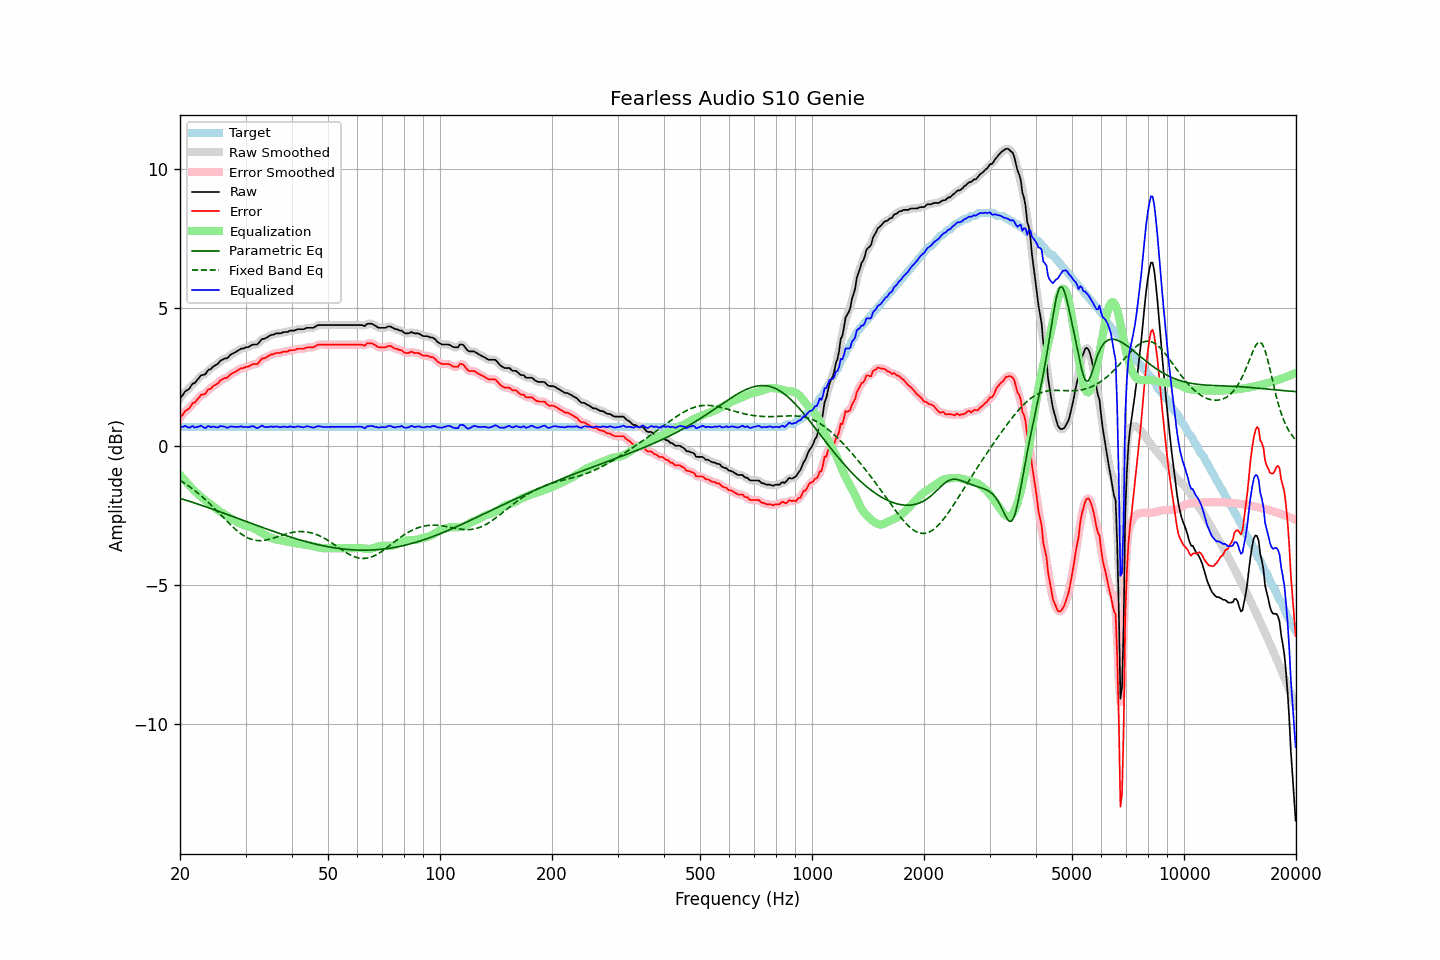 Fearless Audio S10 Genie
Target
Raw Smoothed
Error Smoothed
Raw
Error
Equalization
Parametric Eq
Fixed Band Eq
Equalized
10
5
0
−5
−10
Amplitude (dBr)
20
50
100
200
500
1000
2000
5000
10000
20000
Frequency (Hz)